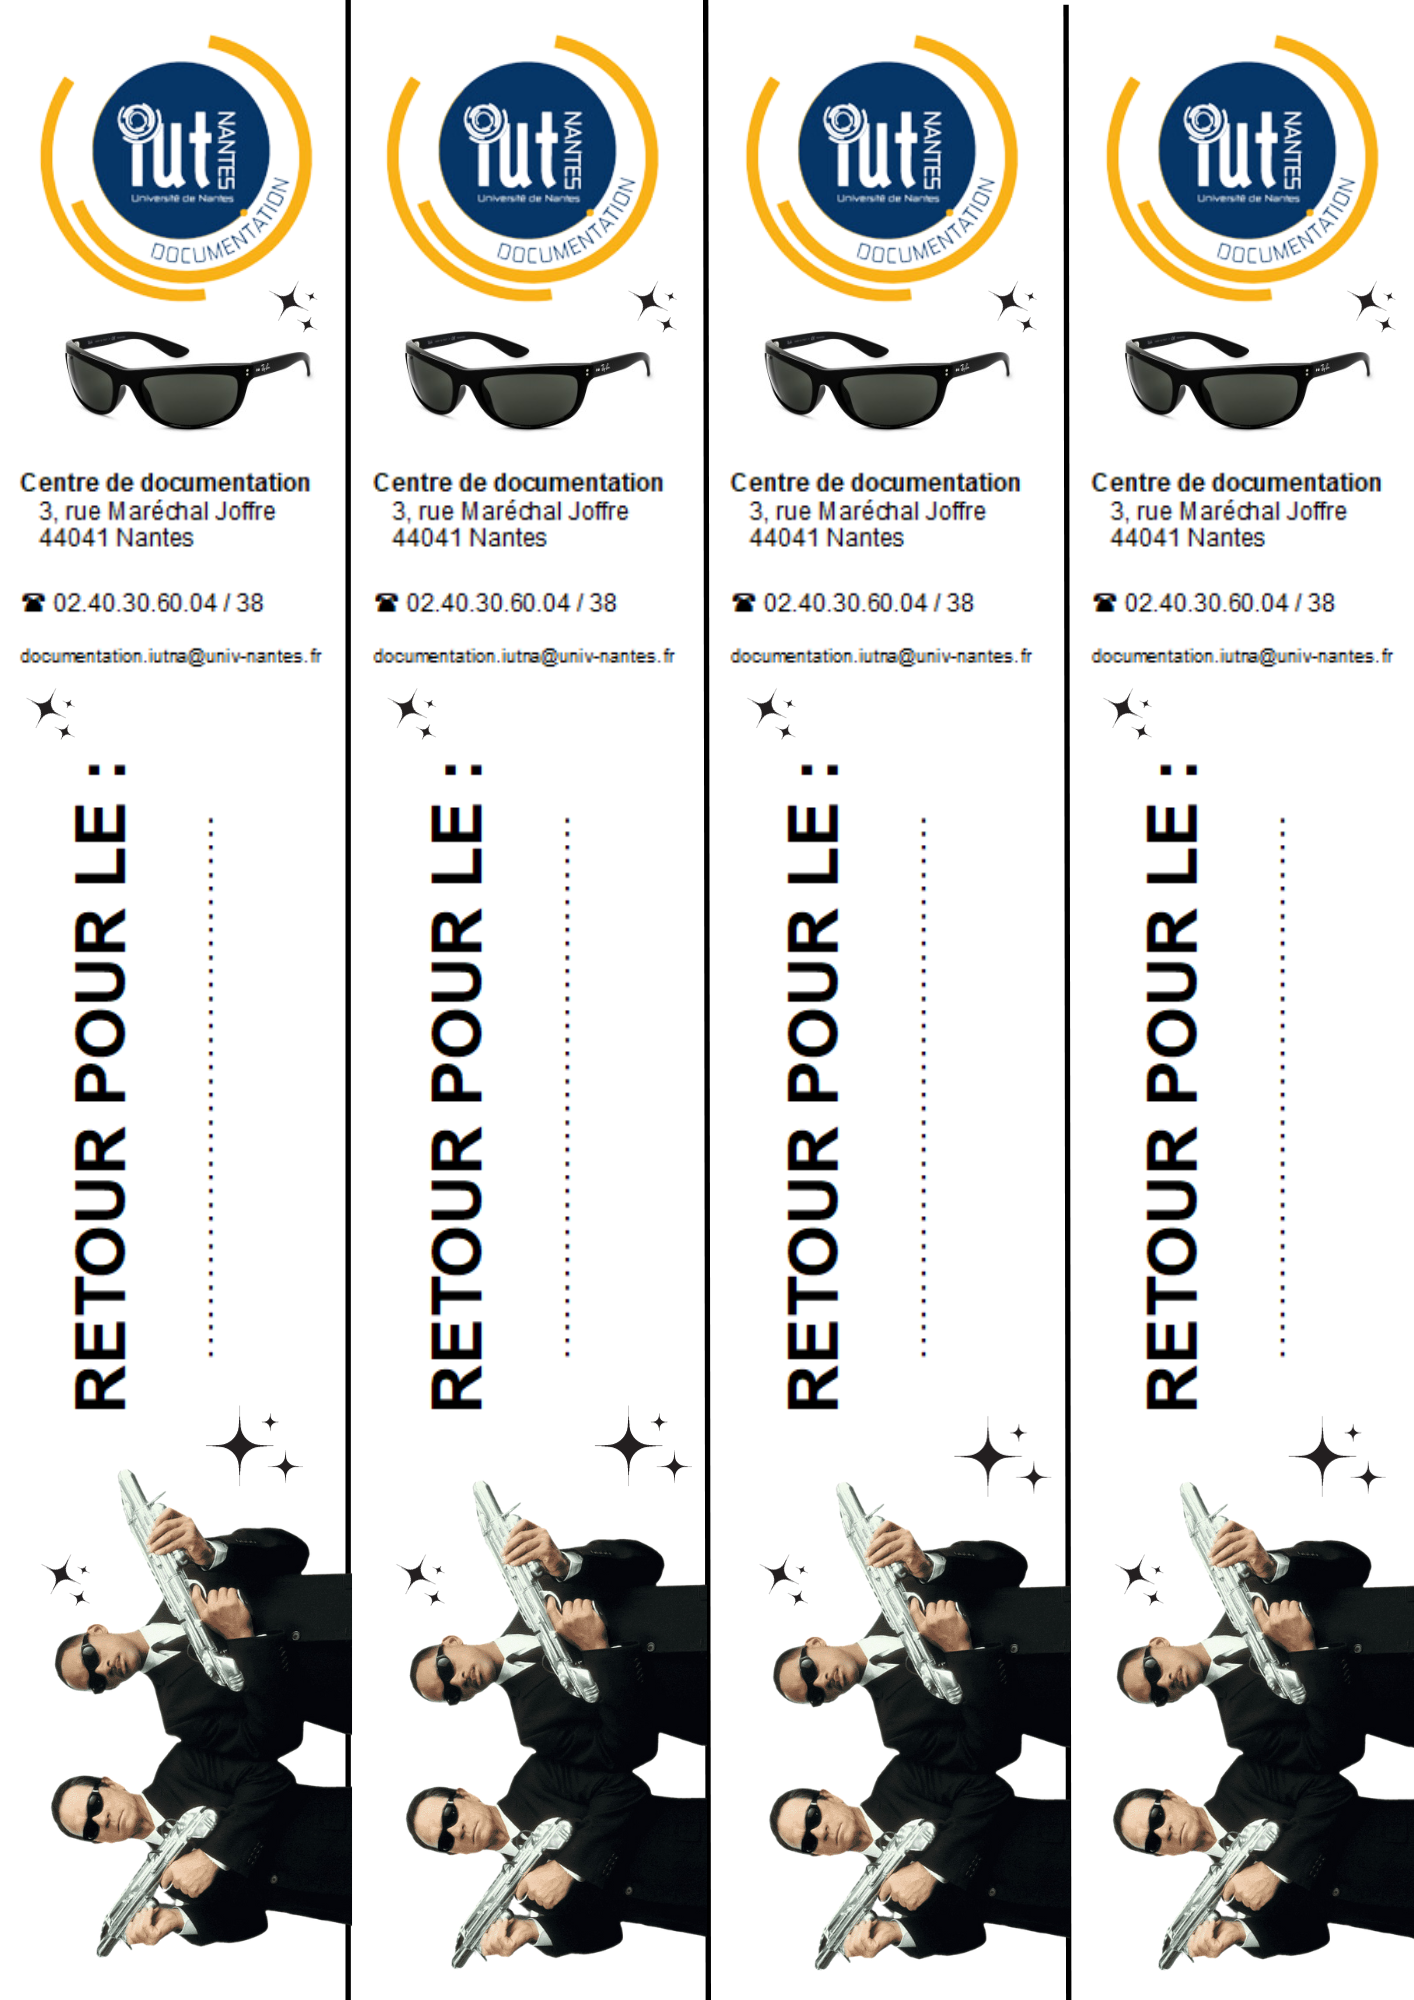 iut
NANTES
Université de Nantes
DOCUMENTATION
Centre de documentation
3, rue Maréchal Joffre
44041 Nantes
☎ 02.40.30.60.04 / 38
documentation.iutna@univ-nantes.fr
RETOUR POUR LE :
iut
NANTES
Université de Nantes
DOCUMENTATION
Centre de documentation
3, rue Maréchal Joffre
44041 Nantes
☎ 02.40.30.60.04 / 38
documentation.iutna@univ-nantes.fr
RETOUR POUR LE :
iut
NANTES
Université de Nantes
DOCUMENTATION
Centre de documentation
3, rue Maréchal Joffre
44041 Nantes
☎ 02.40.30.60.04 / 38
documentation.iutna@univ-nantes.fr
RETOUR POUR LE :
iut
NANTES
Université de Nantes
DOCUMENTATION
Centre de documentation
3, rue Maréchal Joffre
44041 Nantes
☎ 02.40.30.60.04 / 38
documentation.iutna@univ-nantes.fr
RETOUR POUR LE :